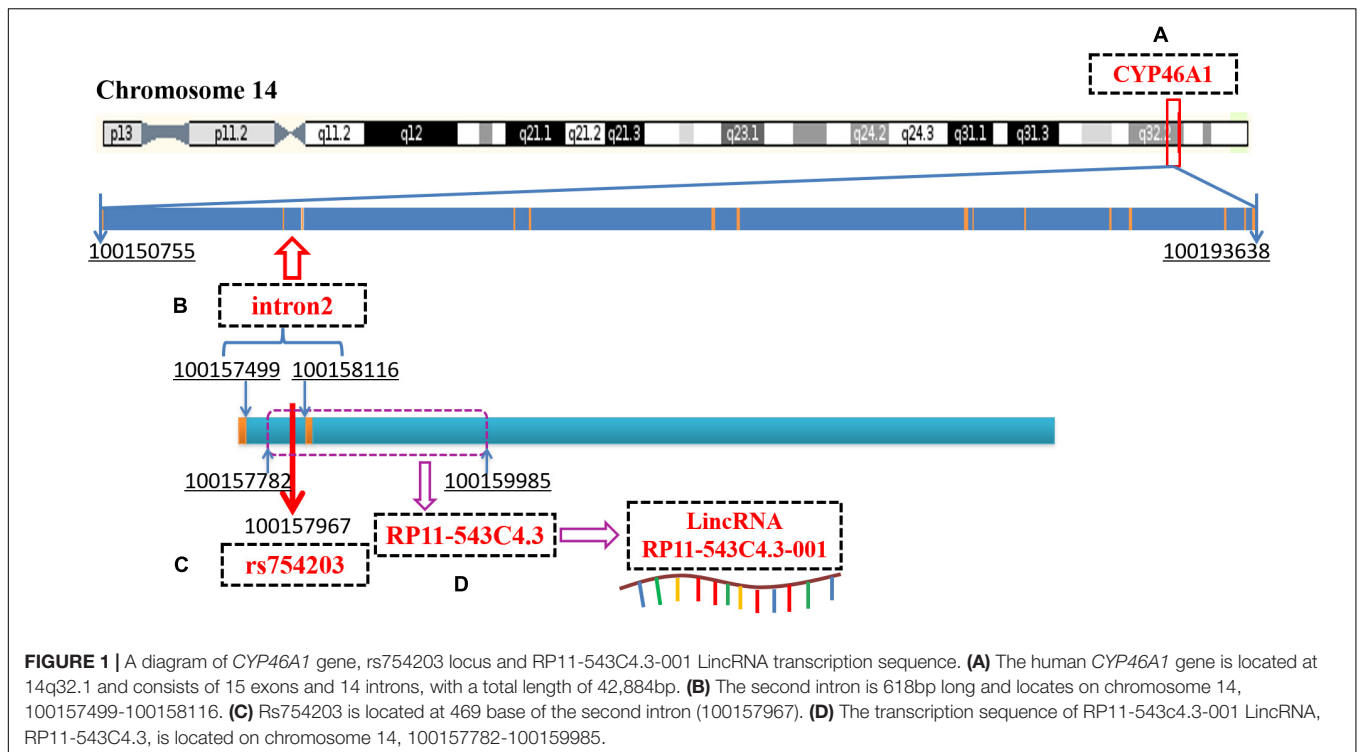 A
CYP46A1
Chromosome 14
p13 p11.2 q11.2 q12 q21.1 q21.2 q21.3 q23.1 q24.2 q24.3 q31.1 q31.3 q32.2
100150755 100193638
B intron2
100157499 100158116
100157782 100159985
100157967
C rs754203
RP11-543C4.3
D
LincRNA
RP11-543C4.3-001
FIGURE 1 | A diagram of CYP46A1 gene, rs754203 locus and RP11-543C4.3-001 LincRNA transcription sequence. (A) The human CYP46A1 gene is located at
14q32.1 and consists of 15 exons and 14 introns, with a total length of 42,884bp. (B) The second intron is 618bp long and locates on chromosome 14,
100157499-100158116. (C) Rs754203 is located at 469 base of the second intron (100157967). (D) The transcription sequence of RP11-543c4.3-001 LincRNA,
RP11-543C4.3, is located on chromosome 14, 100157782-100159985.